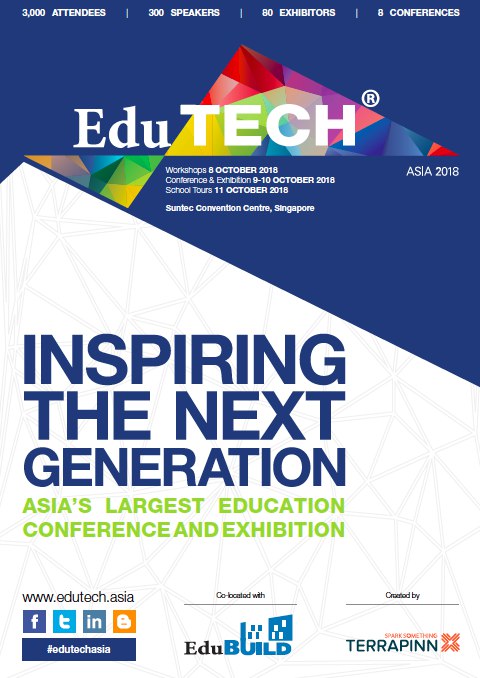 3,000 ATTENDEES | 300 SPEAKERS | 80 EXHIBITORS | 8 CONFERENCES
EduTECH®
Workshops 8 OCTOBER 2018
Conference & Exhibition 9-10 OCTOBER 2018
School Tours 11 OCTOBER 2018
Suntec Convention Centre, Singapore
ASIA 2018
INSPIRING
THE NEXT
GENERATION
ASIA'S LARGEST EDUCATION
CONFERENCE AND EXHIBITION
www.edutech.asia
#edutechasia
Co-located with
EduBUILD
Created by
SPARK SOMETHING
TERRAPINN